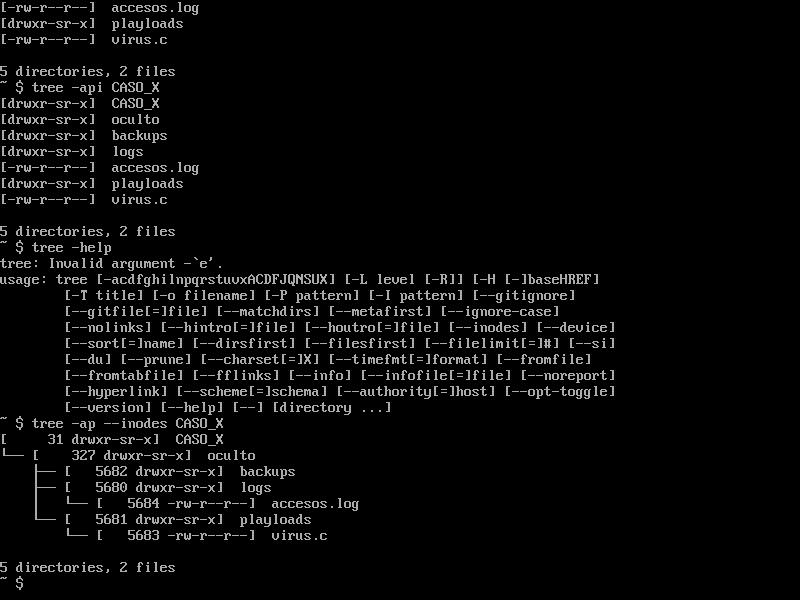 [-rw-r--r--]  accesos.log
[drwxr-sr-x]  playloads
[-rw-r--r--]  virus.c

5 directories, 2 files
~ $ tree -api CASO_X
[drwxr-sr-x]  CASO_X
[drwxr-sr-x]  oculto
[drwxr-sr-x]  backups
[drwxr-sr-x]  logs
[-rw-r--r--]  accesos.log
[drwxr-sr-x]  playloads
[-rw-r--r--]  virus.c

5 directories, 2 files
~ $ tree -help
tree: Invalid argument -`e'.
usage: tree [-acdfghilnpqrstuvxACDFJQNSUX] [-L level [-R]] [-H [-]baseHREF]
        [-T title] [-o filename] [-P pattern] [-I pattern] [--gitignore]
        [--gitfile[=]file] [--matchdirs] [--metafirst] [--ignore-case]
        [--nolinks] [--hintro[=]file] [--houtro[=]file] [--inodes] [--device]
        [--sort[=]name] [--dirsfirst] [--filesfirst] [--filelimit[=]#] [--si]
        [--du] [--prune] [--charset[=]X] [--timefmt[=]format] [--fromfile]
        [--fromtabfile] [--fflinks] [--info] [--infofile[=]file] [--noreport]
        [--hyperlink] [--scheme[=]schema] [--authority[=]host] [--opt-toggle]
        [--version] [--help] [--] [directory ...]
~ $ tree -ap --inodes CASO_X
[     31 drwxr-sr-x]  CASO_X
└── [    327 drwxr-sr-x]  oculto
    ├── [   5682 drwxr-sr-x]  backups
    ├── [   5680 drwxr-sr-x]  logs
    │   └── [   5684 -rw-r--r--]  accesos.log
    └── [   5681 drwxr-sr-x]  playloads
        └── [   5683 -rw-r--r--]  virus.c

5 directories, 2 files
~ $